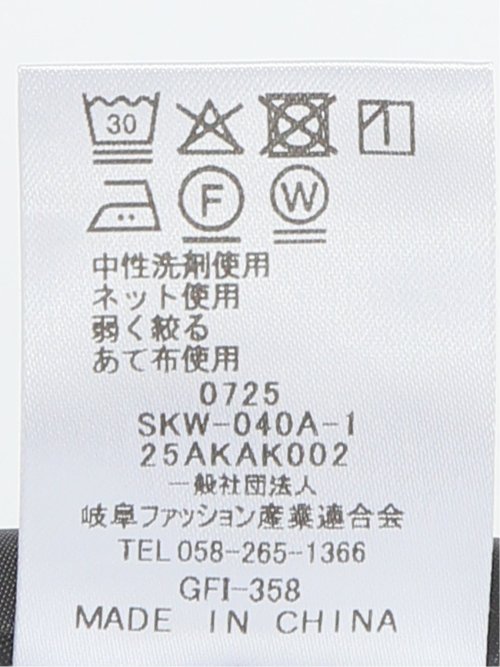 30
F W
中性洗剤使用
ネット使用
弱く絞る
あて布使用
0725
SKW-040A-1
25AKAK002
一般社団法人
岐阜ファッション産業連合会
TEL 058-265-1366
GFI-358
MADE IN CHINA